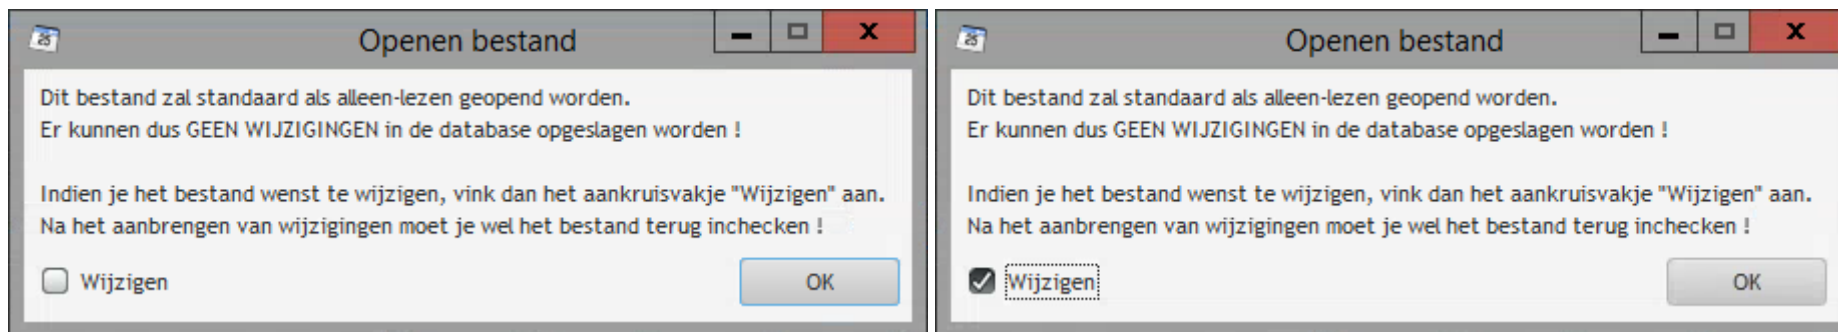 Openen bestand
Dit bestand zal standaard als alleen-lezen geopend worden.
Er kunnen dus GEEN WIJZIGINGEN in de database opgeslagen worden !
Indien je het bestand wenst te wijzigen, vink dan het aankruisvakje "Wijzigen" aan.
Na het aanbrengen van wijzigingen moet je wel het bestand terug inchecken !
Wijzigen OK
Openen bestand
Dit bestand zal standaard als alleen-lezen geopend worden.
Er kunnen dus GEEN WIJZIGINGEN in de database opgeslagen worden !
Indien je het bestand wenst te wijzigen, vink dan het aankruisvakje "Wijzigen" aan.
Na het aanbrengen van wijzigingen moet je wel het bestand terug inchecken !
Wijzigen OK